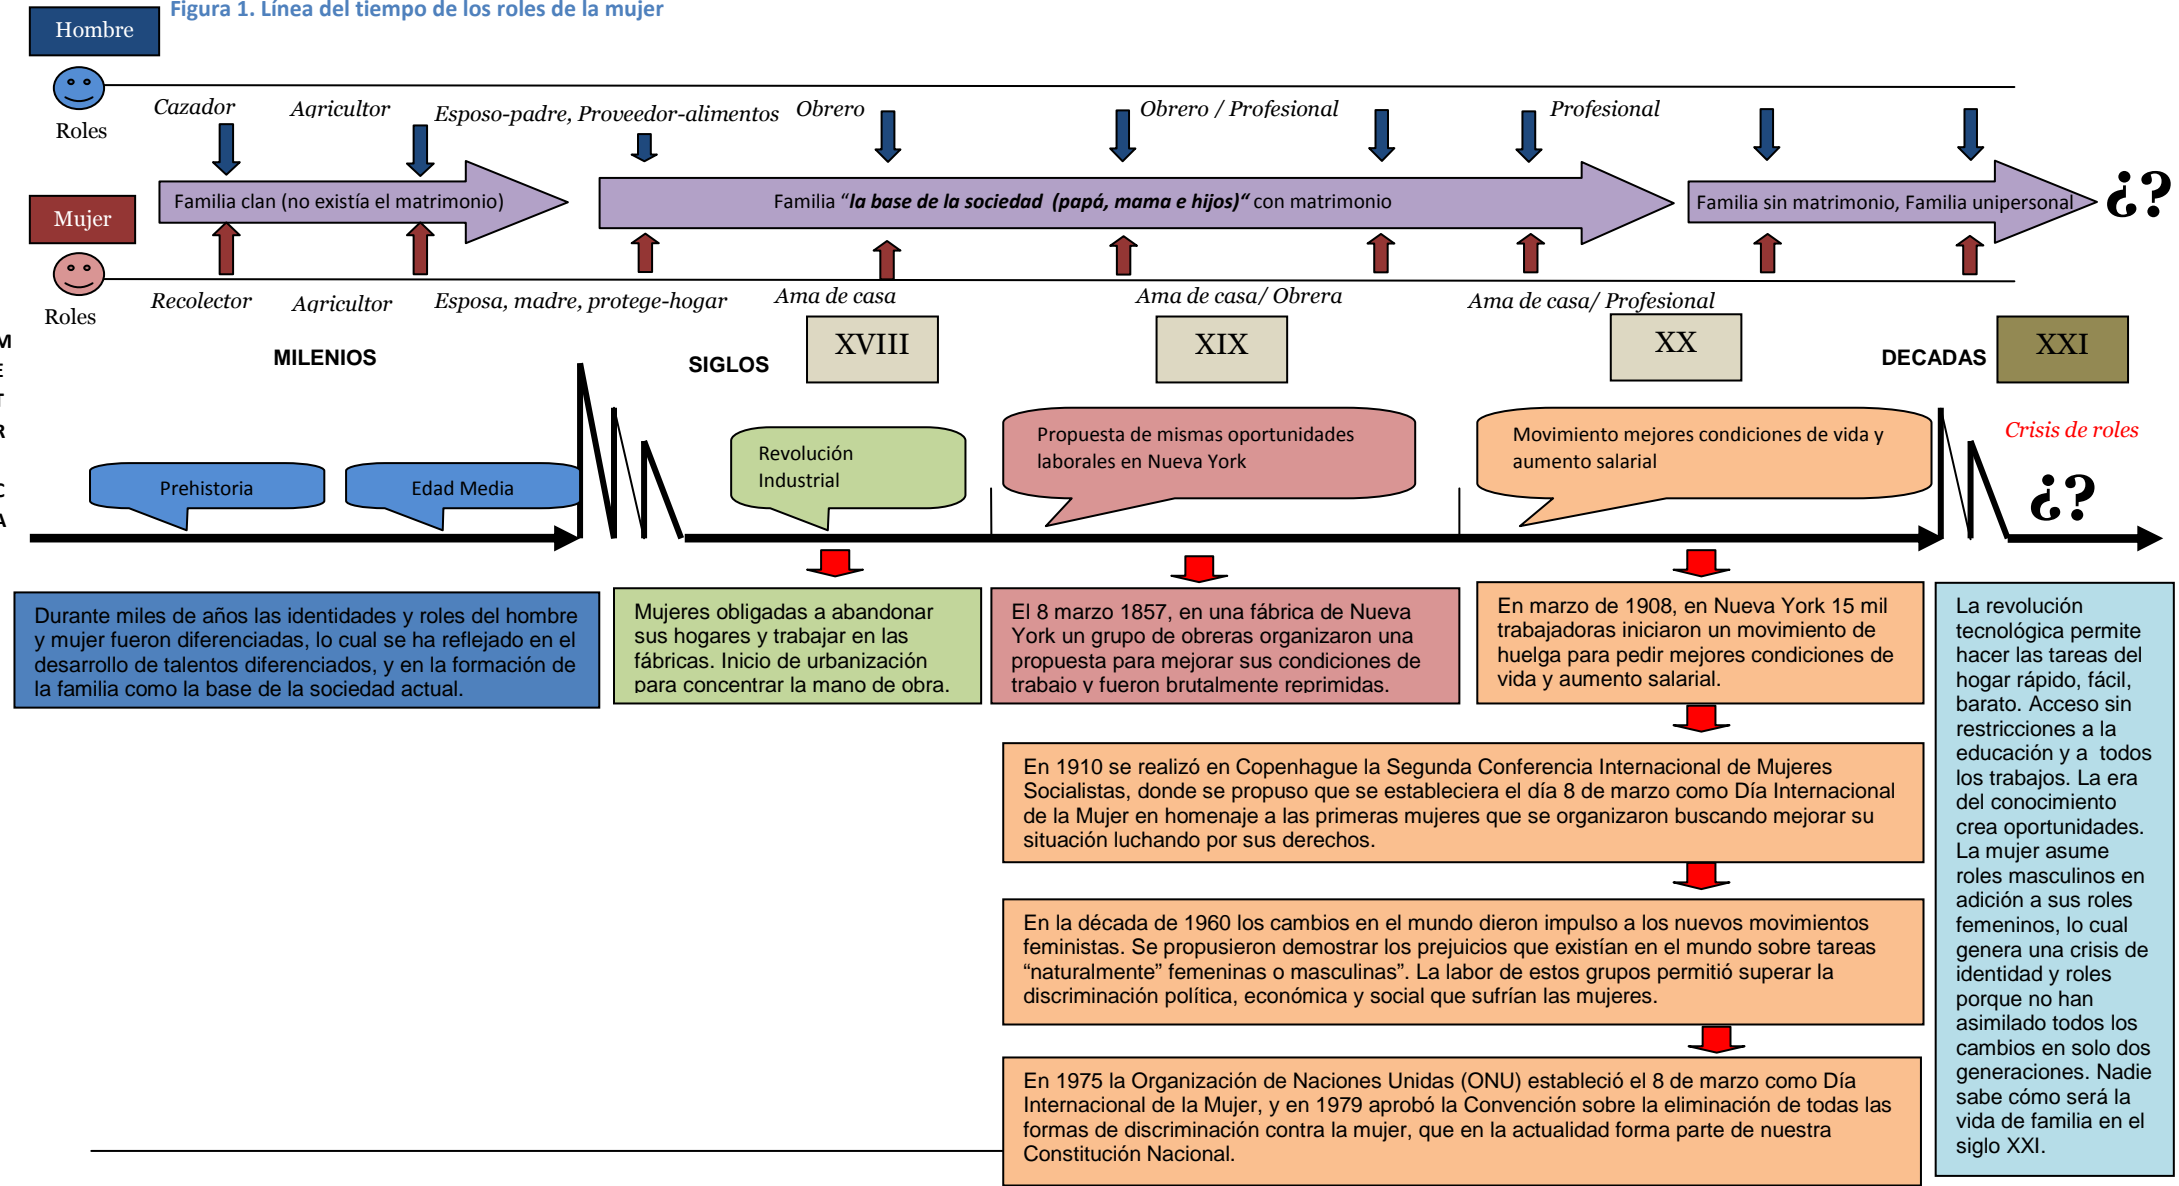 Figura 1. Línea del tiempo de los roles de la mujer
Hombre
Roles
Cazador
Agricultor
Esposo-padre, Proveedor-alimentos
Obrero
Obrero / Profesional
Profesional
Familia clan (no existía el matrimonio)
Familia “la base de la sociedad (papá, mama e hijos)“ con matrimonio
Familia sin matrimonio, Familia unipersonal
¿?
Mujer
Roles
Recolector
Agricultor
Esposa, madre, protege-hogar
Ama de casa
Ama de casa/ Obrera
Ama de casa/ Profesional
M
E
T
R
C
A
MILENIOS
SIGLOS
XVIII
XIX
XX
DECADAS
XXI
Prehistoria
Edad Media
Revolución
Industrial
Propuesta de mismas oportunidades
laborales en Nueva York
Movimiento mejores condiciones de vida y
aumento salarial
Crisis de roles
¿?
Durante miles de años las identidades y roles del hombre
y mujer fueron diferenciadas, lo cual se ha reflejado en el
desarrollo de talentos diferenciados, y en la formación de
la familia como la base de la sociedad actual.
Mujeres obligadas a abandonar
sus hogares y trabajar en las
fábricas. Inicio de urbanización
para concentrar la mano de obra.
El 8 marzo 1857, en una fábrica de Nueva
York un grupo de obreras organizaron una
propuesta para mejorar sus condiciones de
trabajo y fueron brutalmente reprimidas.
En marzo de 1908, en Nueva York 15 mil
trabajadoras iniciaron un movimiento de
huelga para pedir mejores condiciones de
vida y aumento salarial.
En 1910 se realizó en Copenhague la Segunda Conferencia Internacional de Mujeres
Socialistas, donde se propuso que se estableciera el día 8 de marzo como Día Internacional
de la Mujer en homenaje a las primeras mujeres que se organizaron buscando mejorar su
situación luchando por sus derechos.
En la década de 1960 los cambios en el mundo dieron impulso a los nuevos movimientos
feministas. Se propusieron demostrar los prejuicios que existían en el mundo sobre tareas
“naturalmente” femeninas o masculinas”. La labor de estos grupos permitió superar la
discriminación política, económica y social que sufrían las mujeres.
En 1975 la Organización de Naciones Unidas (ONU) estableció el 8 de marzo como Día
Internacional de la Mujer, y en 1979 aprobó la Convención sobre la eliminación de todas las
formas de discriminación contra la mujer, que en la actualidad forma parte de nuestra
Constitución Nacional.
La revolución
tecnológica permite
hacer las tareas del
hogar rápido, fácil,
barato. Acceso sin
restricciones a la
educación y a todos
los trabajos. La era
del conocimiento
crea oportunidades.
La mujer asume
roles masculinos en
adición a sus roles
femeninos, lo cual
genera una crisis de
identidad y roles
porque no han
asimilado todos los
cambios en solo dos
generaciones. Nadie
sabe cómo será la
vida de familia en el
siglo XXI.